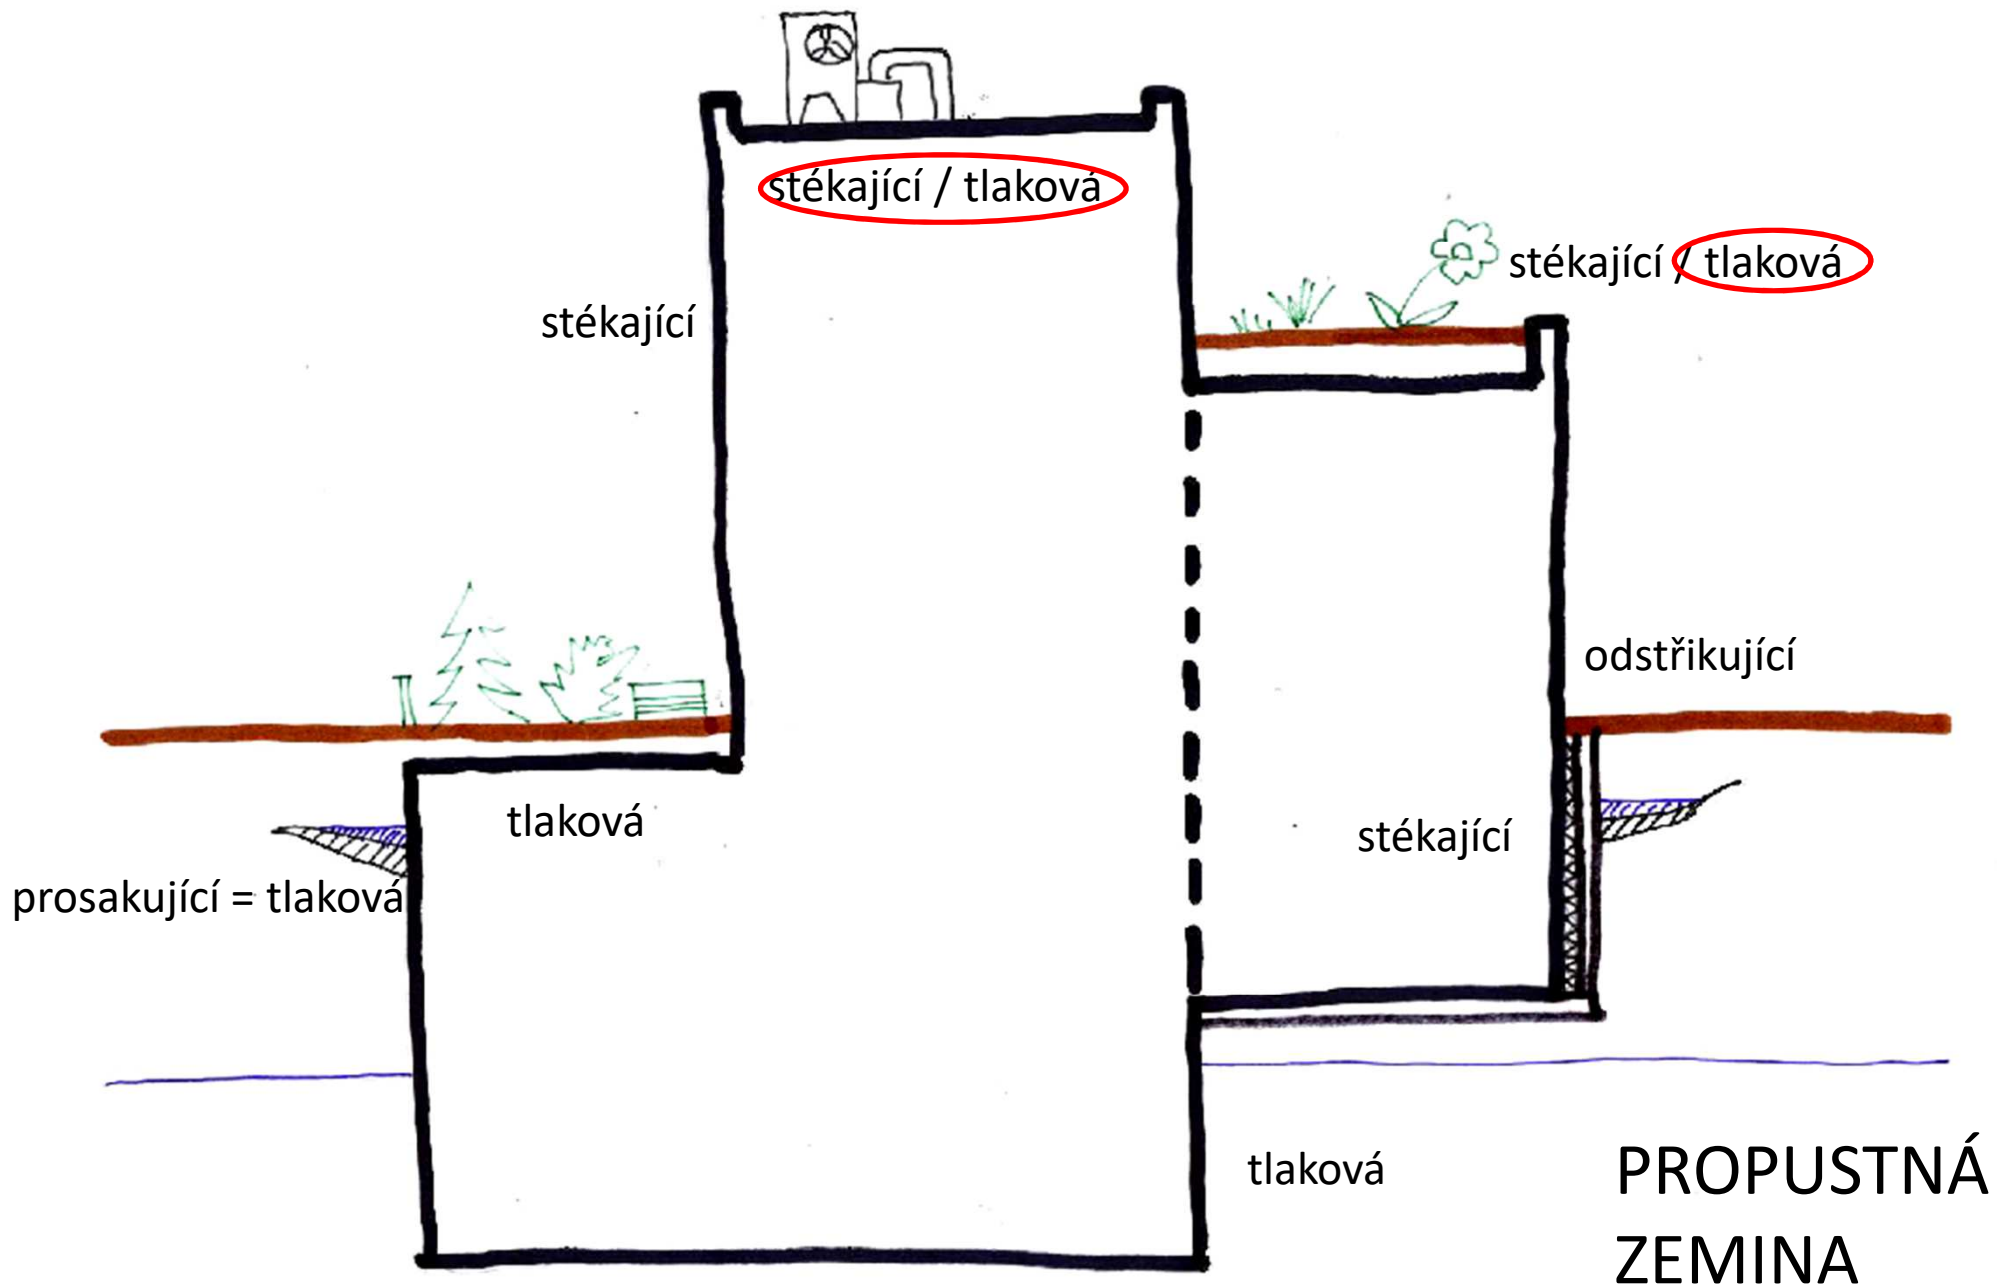 stékající / tlaková
stékající / tlaková
stékající
odstřikující
tlaková
stékající
prosakující = tlaková
tlaková
PROPUSTNÁ
ZEMINA